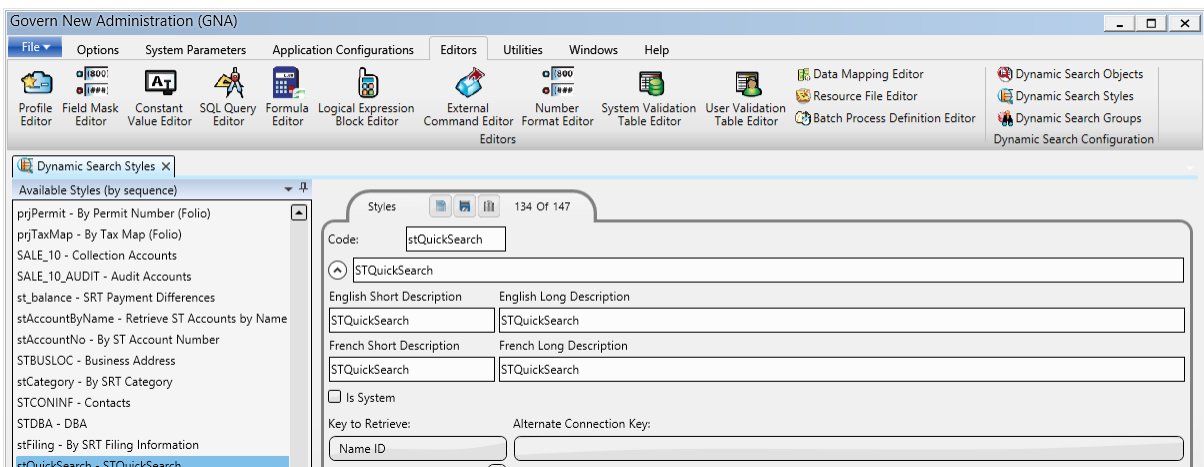 Govern New Administration (GNA)
File Options System Parameters Application Configurations Editors Utilities Windows Help
Profile Editor
Field Mask Editor
Constant Value Editor
SQL Query Editor
Formula Editor
Logical Expression Block Editor
External Command Editor
Number Format Editor
System Validation Table Editor
User Validation Table Editor
Data Mapping Editor
Resource File Editor
Batch Process Definition Editor
Editors
Dynamic Search Objects
Dynamic Search Styles
Dynamic Search Groups
Dynamic Search Configuration
Dynamic Search Styles
Available Styles (by sequence)
prjPermit - By Permit Number (Folio)
prjTaxMap - By Tax Map (Folio)
SALE_10 - Collection Accounts
SALE_10_AUDIT - Audit Accounts
st_balance - SRT Payment Differences
stAccountByName - Retrieve ST Accounts by Name
stAccountNo - By ST Account Number
STBUSLOC - Business Address
stCategory - By SRT Category
STCONINF - Contacts
STDBA - DBA
stFiling - By SRT Filing Information
stQuickSearch - STQuickSearch
Styles 134 Of 147
Code: stQuickSearch
STQuickSearch
English Short Description English Long Description
STQuickSearch STQuickSearch
French Short Description French Long Description
STQuickSearch STQuickSearch
Is System
Key to Retrieve: Alternate Connection Key:
Name ID